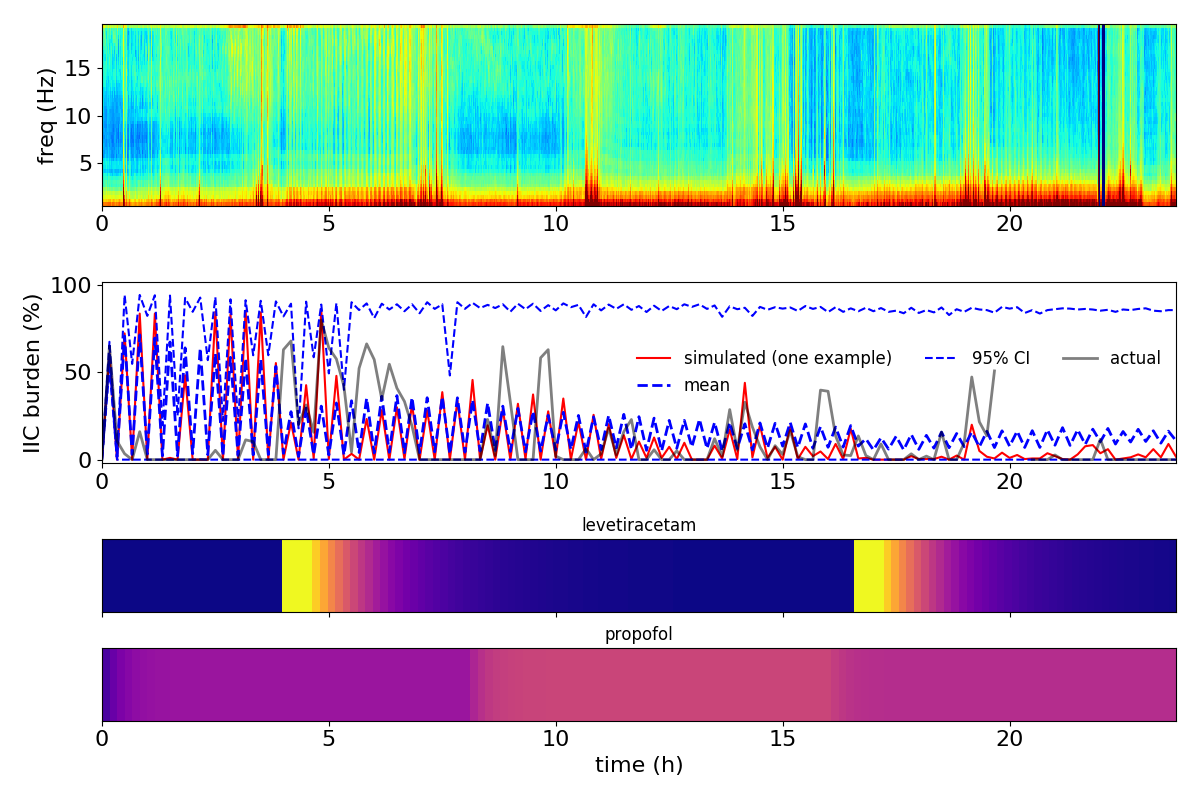 freq (Hz)
15
10
5
0 5 10 15 20
IIC burden (%)
100
50
0
simulated (one example) 95% CI actual
mean
0 5 10 15 20
levetiracetam
propofol
0 5 10 15 20
time (h)